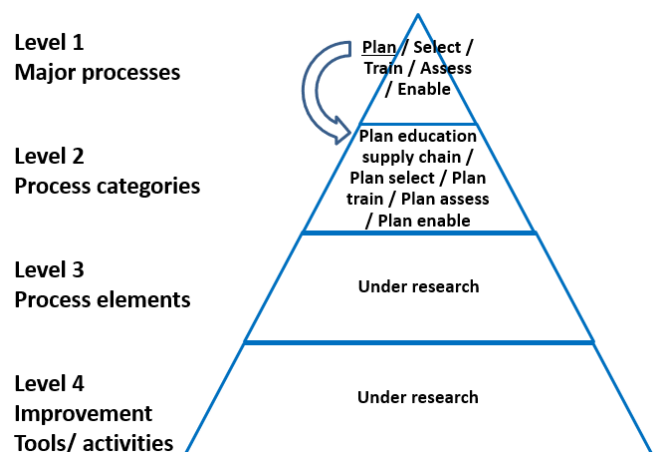 Level 1
Major processes
Plan / Select /
Train / Assess
/ Enable
Level 2
Process categories
Plan education
supply chain /
Plan select / Plan
train / Plan assess
/ Plan enable
Level 3
Process elements
Under research
Level 4
Improvement
Tools/ activities
Under research